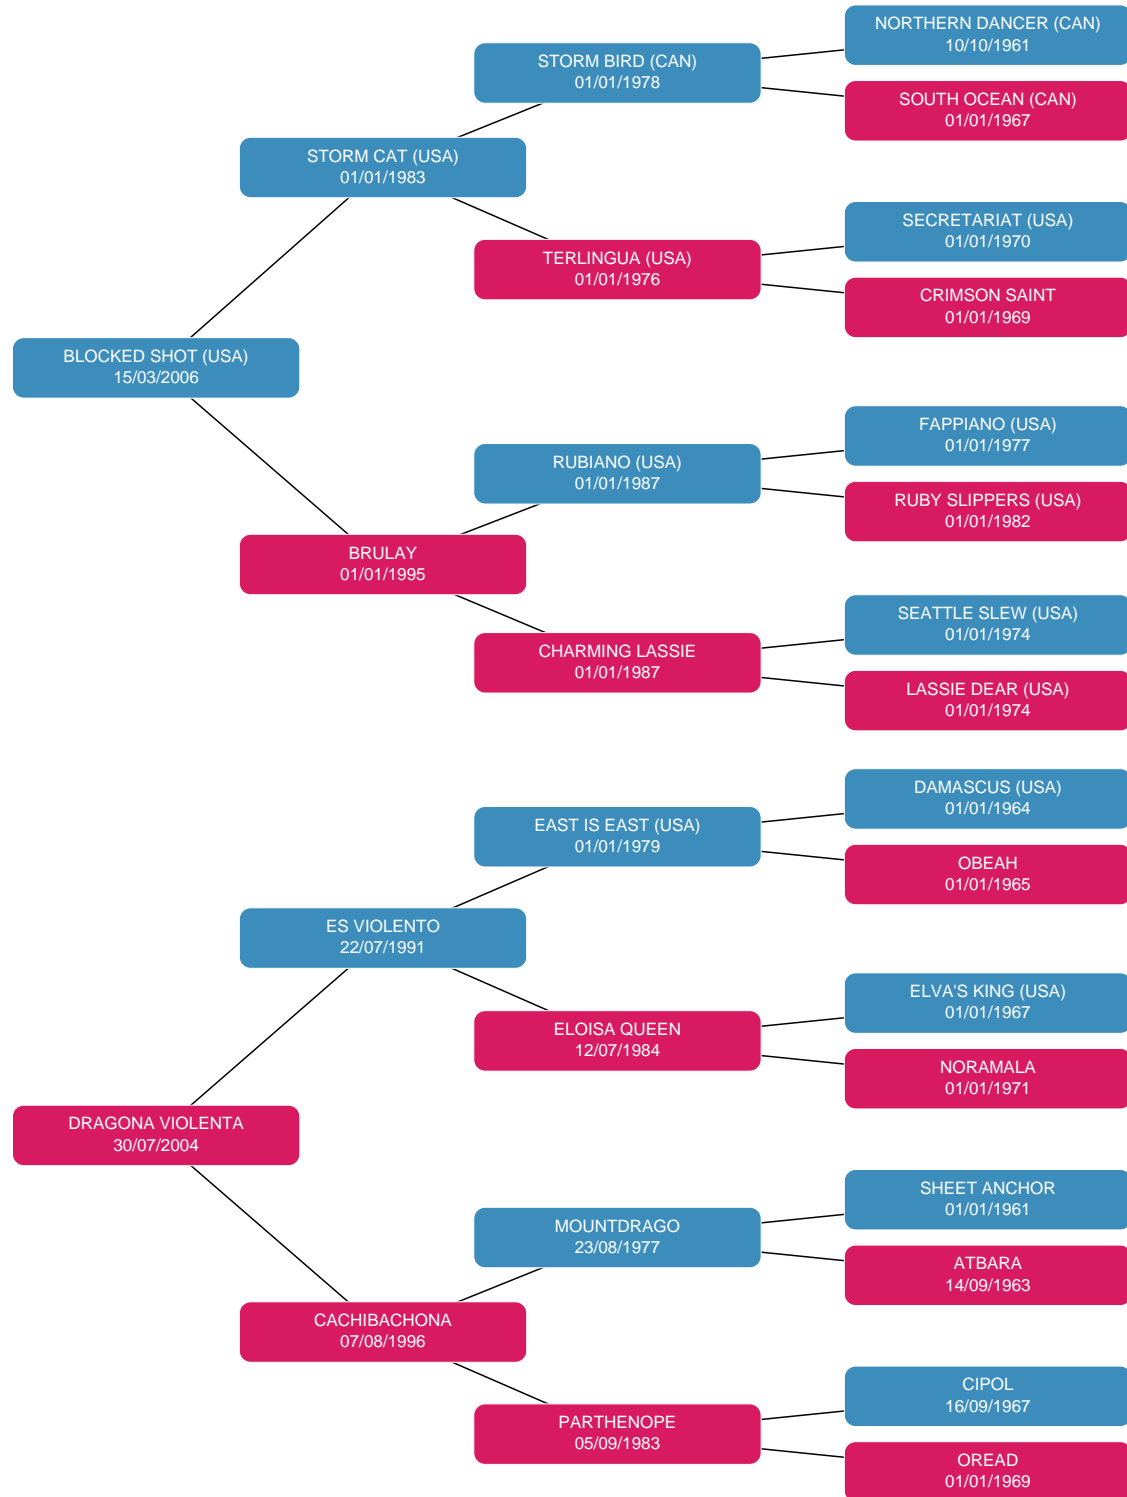 NORTHERN DANCER (CAN)
10/10/1961
STORM BIRD (CAN)
01/01/1978
SOUTH OCEAN (CAN)
01/01/1967
STORM CAT (USA)
01/01/1983
SECRETARIAT (USA)
01/01/1970
TERLINGUA (USA)
01/01/1976
CRIMSON SAINT
01/01/1969
BLOCKED SHOT (USA)
15/03/2006
FAPPIANO (USA)
01/01/1977
RUBIANO (USA)
01/01/1987
RUBY SLIPPERS (USA)
01/01/1982
BRULAY
01/01/1995
SEATTLE SLEW (USA)
01/01/1974
CHARMING LASSIE
01/01/1987
LASSIE DEAR (USA)
01/01/1974
DAMASCUS (USA)
01/01/1964
EAST IS EAST (USA)
01/01/1979
OBEAH
01/01/1965
ES VIOLENTO
22/07/1991
ELVA'S KING (USA)
01/01/1967
ELOISA QUEEN
12/07/1984
NORAMALA
01/01/1971
DRAGONA VIOLENTA
30/07/2004
SHEET ANCHOR
01/01/1961
MOUNTDRAGO
23/08/1977
ATBARA
14/09/1963
CACHIBACHONA
07/08/1996
CIPOL
16/09/1967
PARTHENOPE
05/09/1983
OREAD
01/01/1969